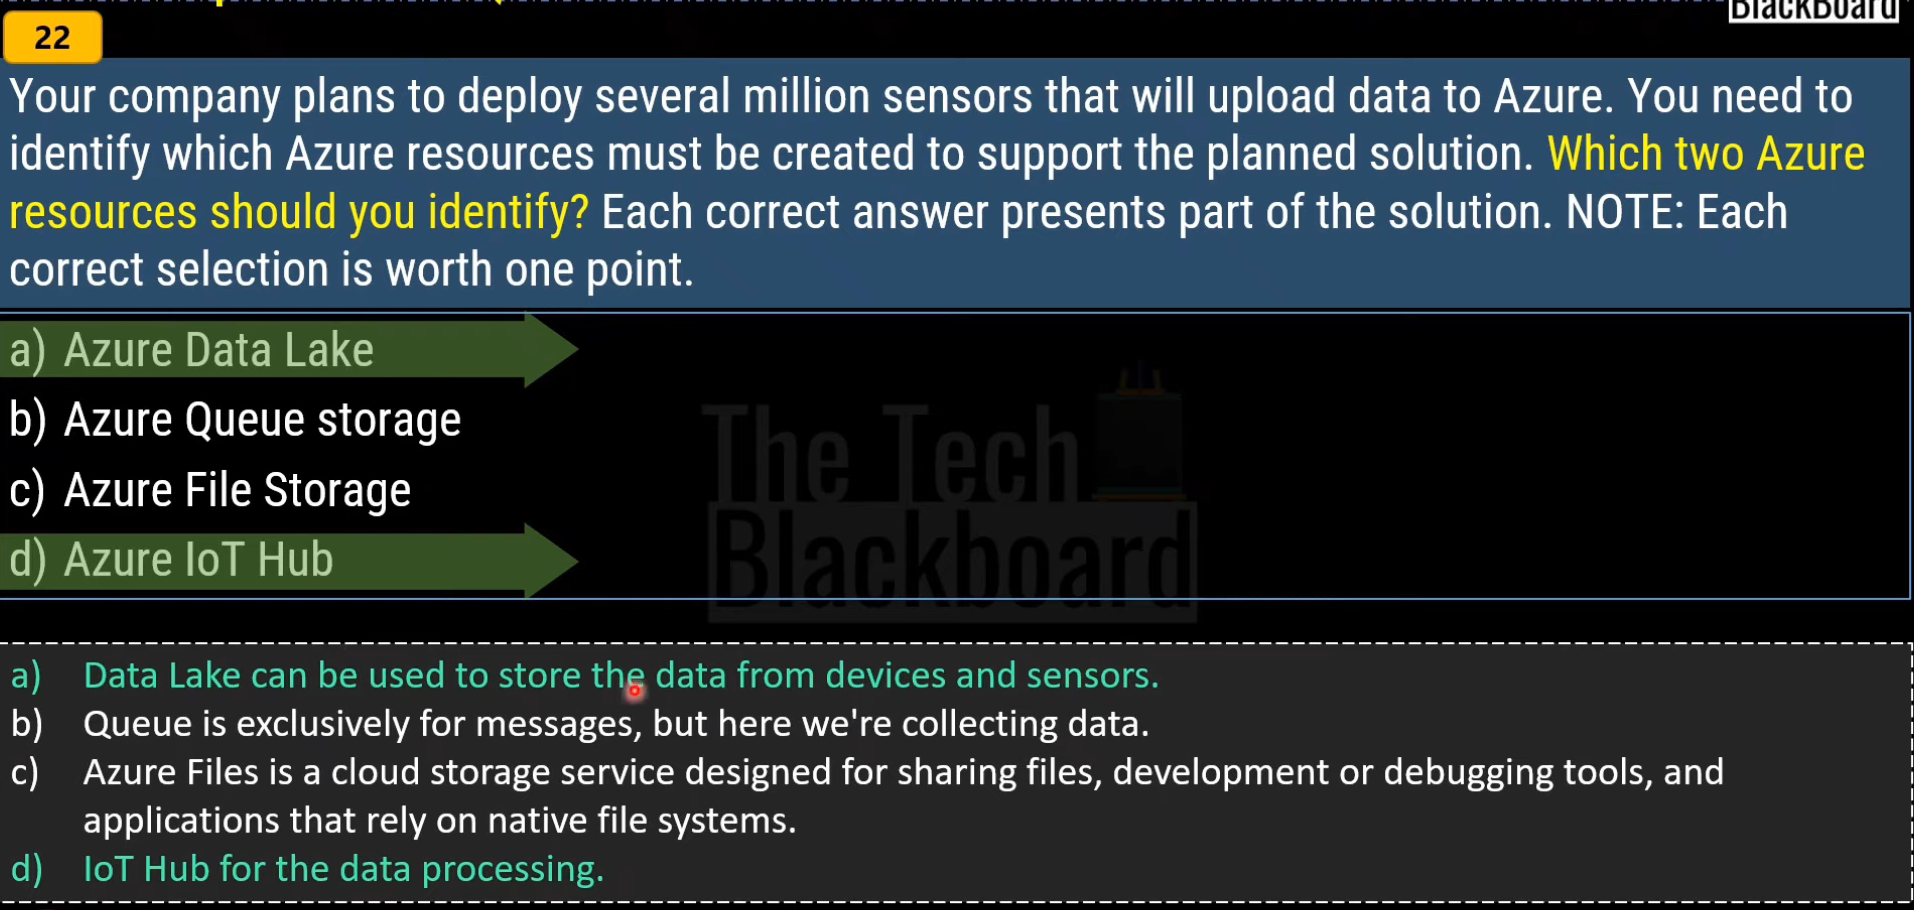 BlackBoard
22
Your company plans to deploy several million sensors that will upload data to Azure. You need to
identify which Azure resources must be created to support the planned solution. Which two Azure
resources should you identify? Each correct answer presents part of the solution. NOTE: Each
correct selection is worth one point.
a) Azure Data Lake
b) Azure Queue storage
c) Azure File Storage
d) Azure IoT Hub
The Tech
Blackboard
a) Data Lake can be used to store the data from devices and sensors.
b) Queue is exclusively for messages, but here we're collecting data.
c) Azure Files is a cloud storage service designed for sharing files, development or debugging tools, and
applications that rely on native file systems.
d) IoT Hub for the data processing.